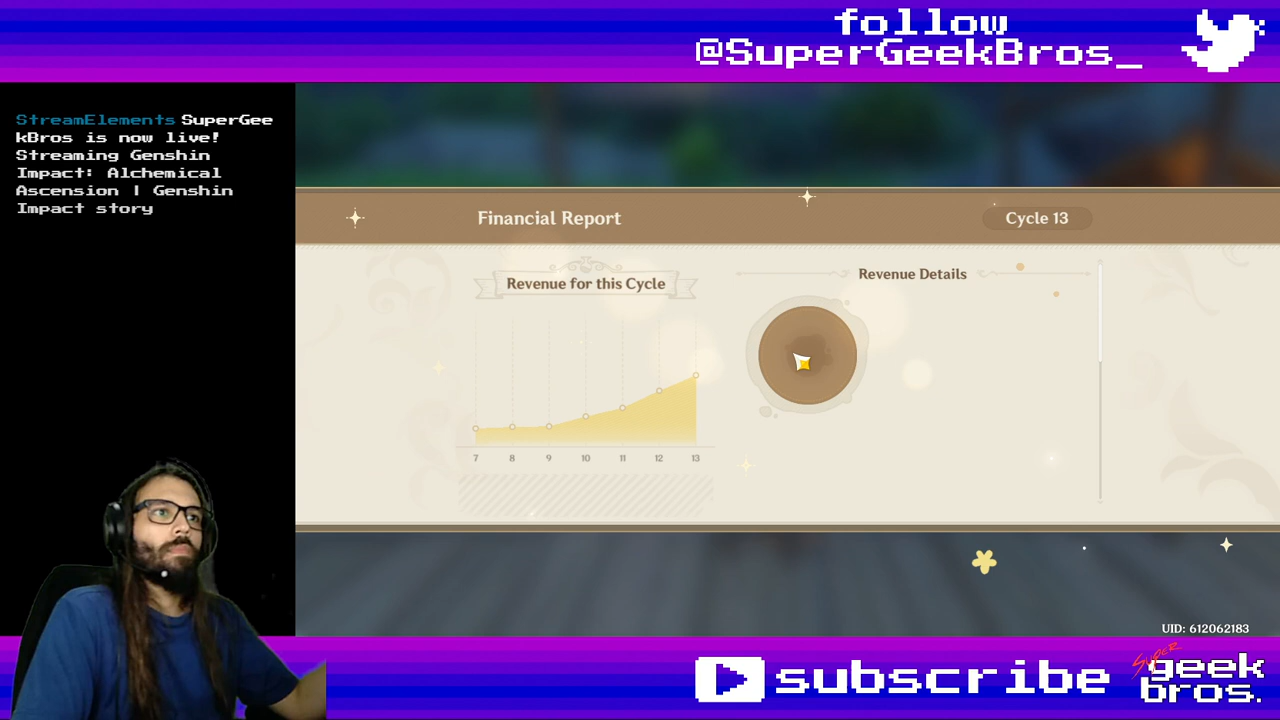 follow
@SuperGeekBros_
StreamElements SuperGee
kBros is now live!
Streaming Genshin
Impact: Alchemical
Ascension | Genshin
Impact story
Financial Report
Cycle 13
Revenue for this Cycle
Revenue Details
7 8 9 10 11 12 13
UID: 612062183
subscribe
SUPER
geek
bros.